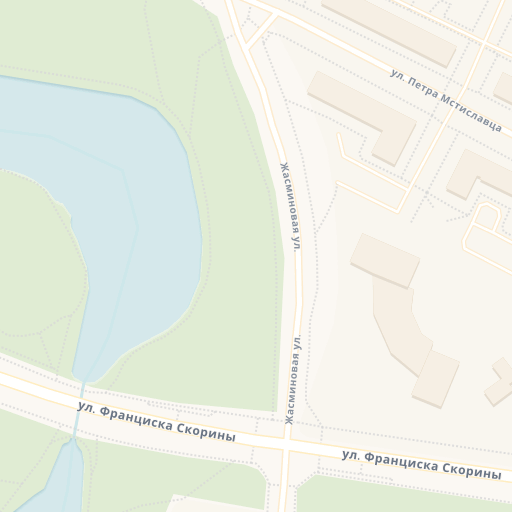 ул. Петра Мстиславца
Жасминовая ул.
Жасминовая ул.
ул. Франциска Скорины
ул. Франциска Скорины